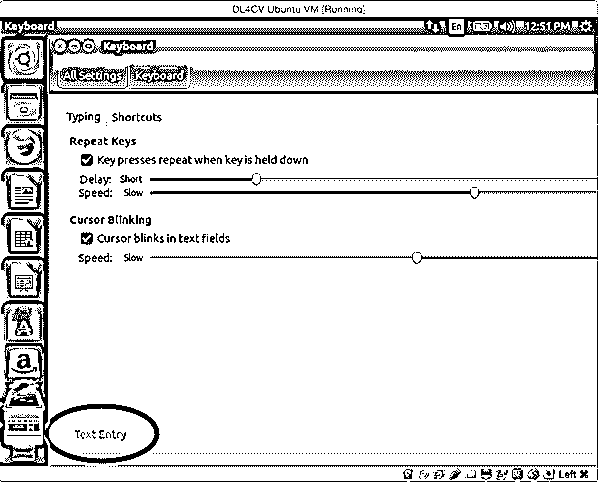 DL4CV Ubuntu VM [Running]
Keyboard En 12:51 PM
Keyboard
All Settings Keyboard
Typing Shortcuts
Repeat Keys
Key presses repeat when key is held down
Delay: Short
Speed: Slow
Cursor Blinking
Cursor blinks in text fields
Speed: Slow
a
Text Entry
Left ⌘